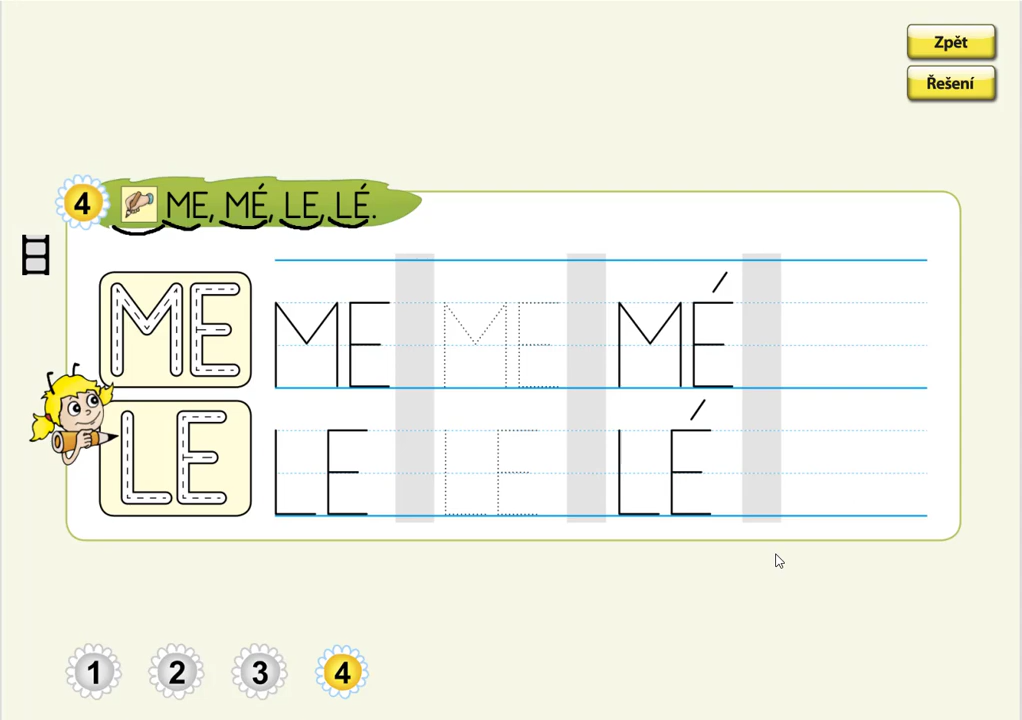 Zpět
Řešení
4 ME, MÉ, LE, LÉ.
ME ME ME MÉ
LE LE LE LÉ
1 2 3 4